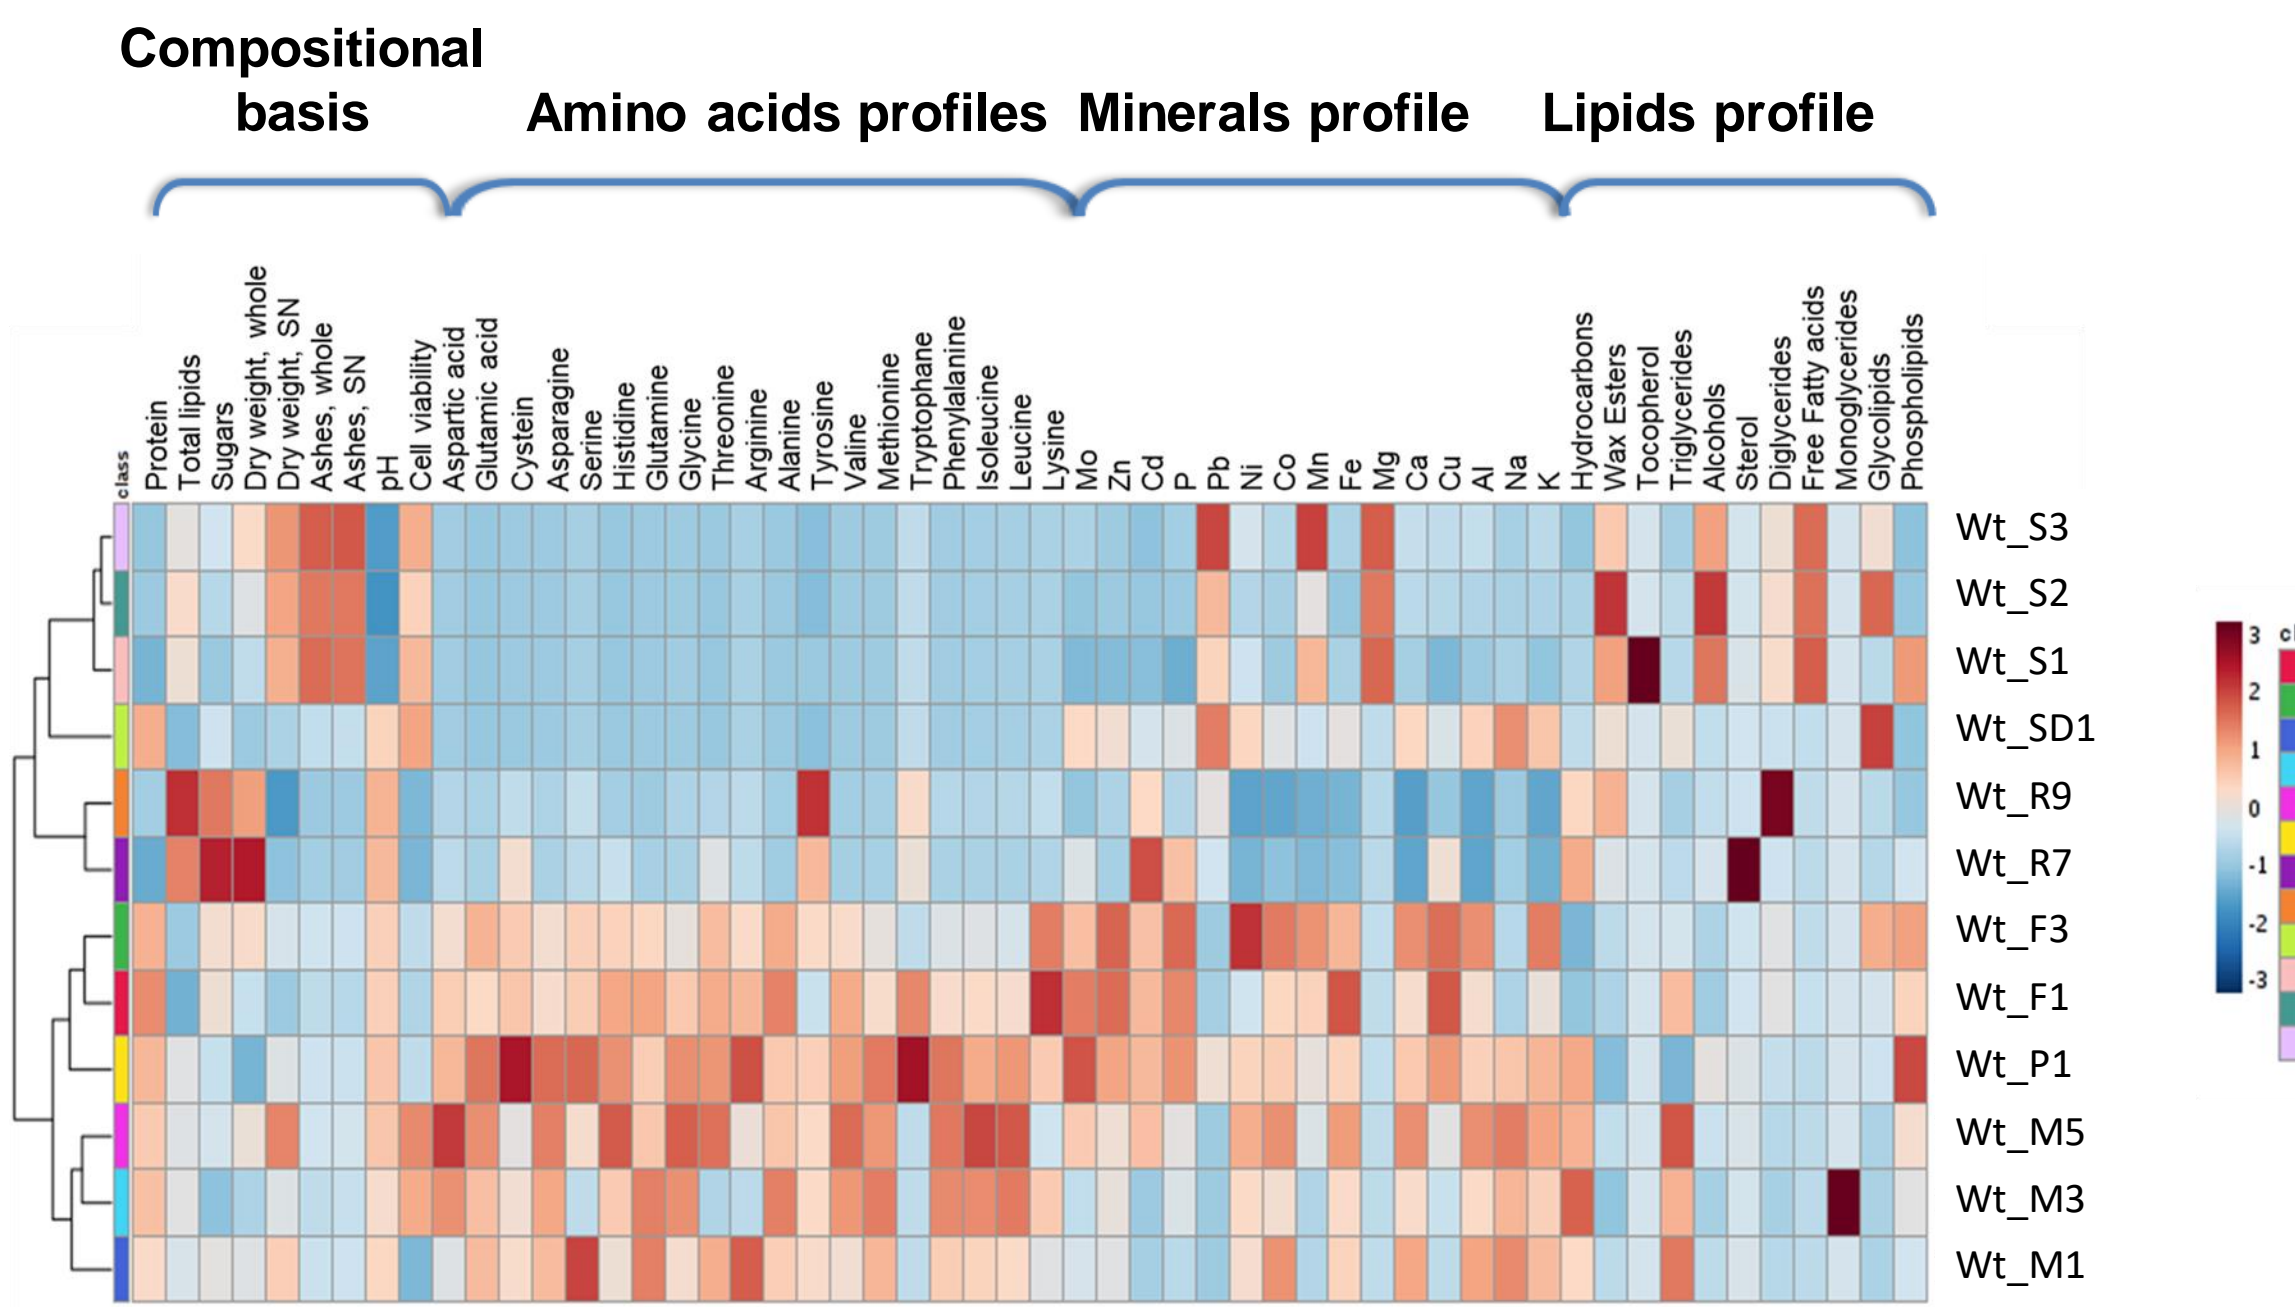 Compositional
basis
Amino acids profiles
Minerals profile
Lipids profile
class
Protein
Total lipids
Sugars
Dry weight, whole
Dry weight, SN
Ashes, whole
Ashes, SN
pH
Cell viability
Aspartic acid
Glutamic acid
Cystein
Asparagine
Serine
Histidine
Glutamine
Glycine
Threonine
Arginine
Alanine
Tyrosine
Valine
Methionine
Tryptophane
Phenylalanine
Isoleucine
Leucine
Lysine
Mo
Zn
Cd
P
Pb
Ni
Co
Mn
Fe
Mg
Ca
Cu
Al
Na
K
Hydrocarbons
Wax Esters
Tocopherol
Triglycerides
Alcohols
Sterol
Diglycerides
Free Fatty acids
Monoglycerides
Glycolipids
Phospholipids
Wt_S3
Wt_S2
Wt_S1
Wt_SD1
Wt_R9
Wt_R7
Wt_F3
Wt_F1
Wt_P1
Wt_M5
Wt_M3
Wt_M1
3
2
1
0
-1
-2
-3